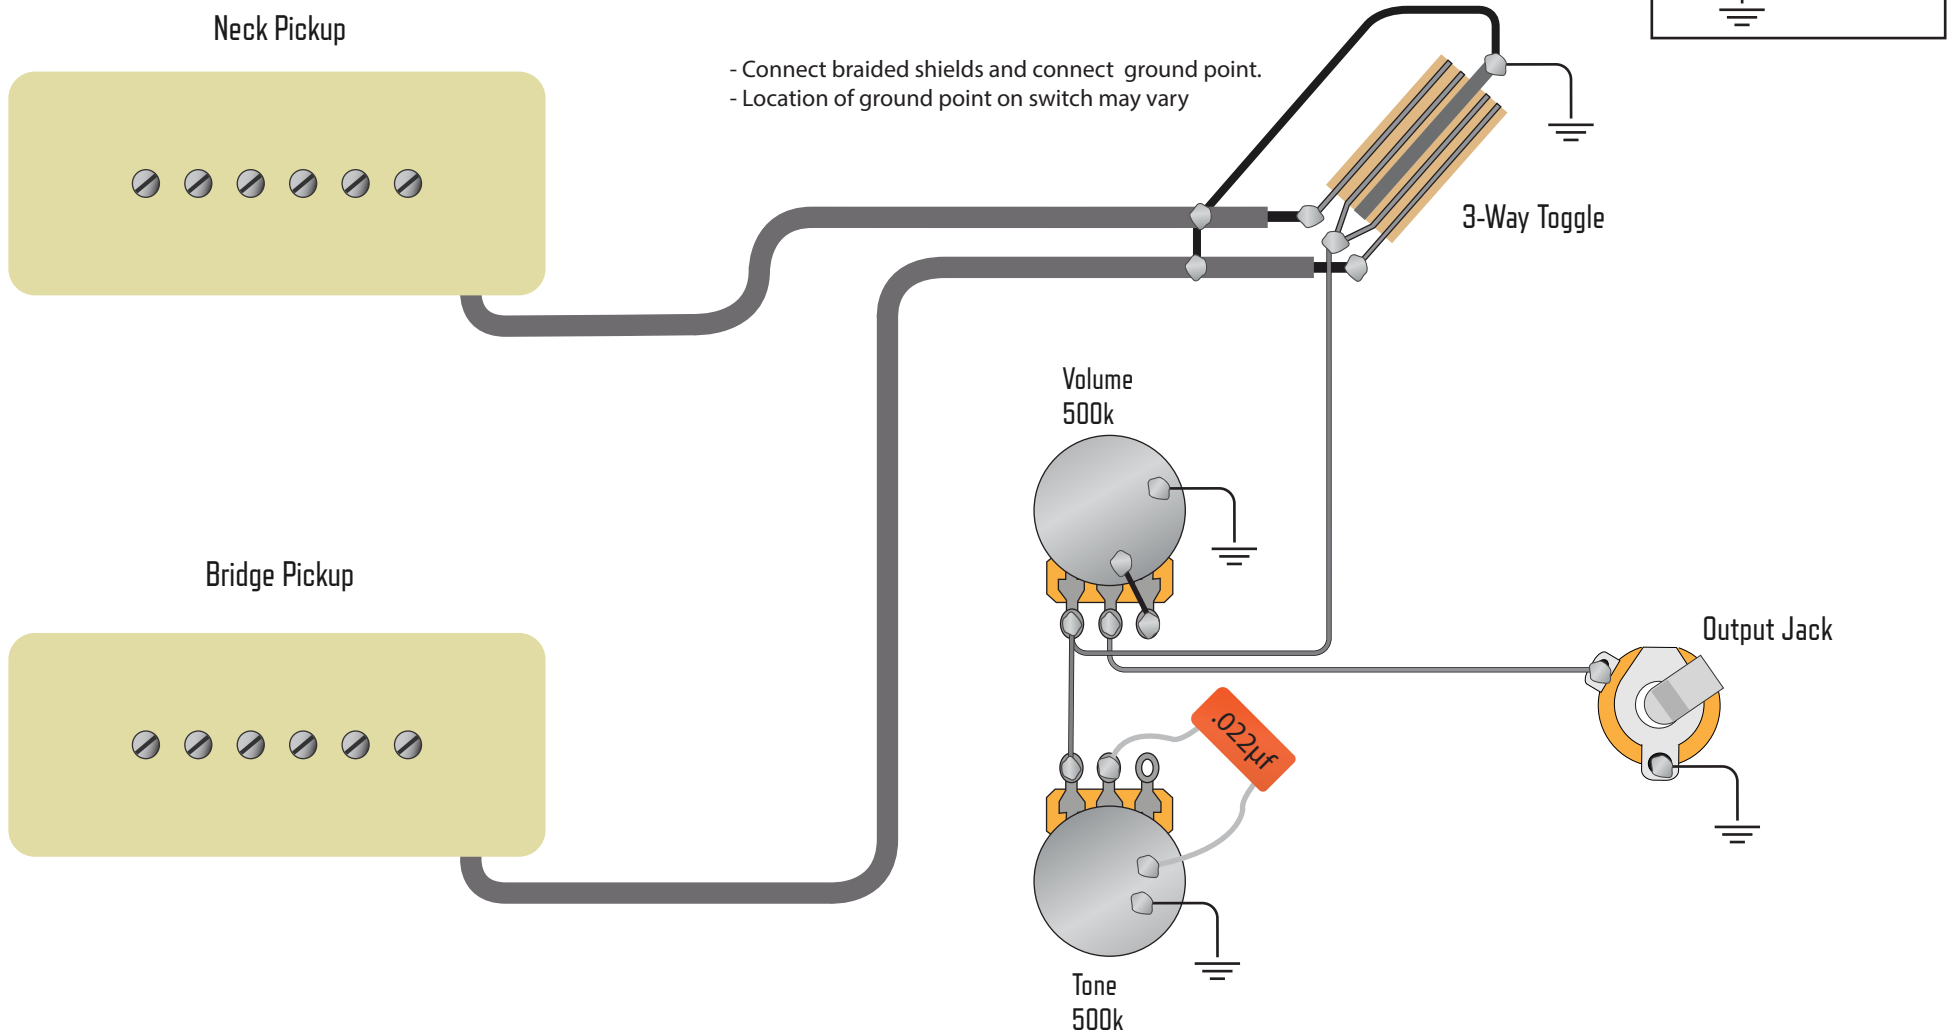 Neck Pickup
- Connect braided shields and connect ground point.
- Location of ground point on switch may vary
3-Way Toggle
Volume
500k
Bridge Pickup
Output Jack
.022µf
Tone
500k